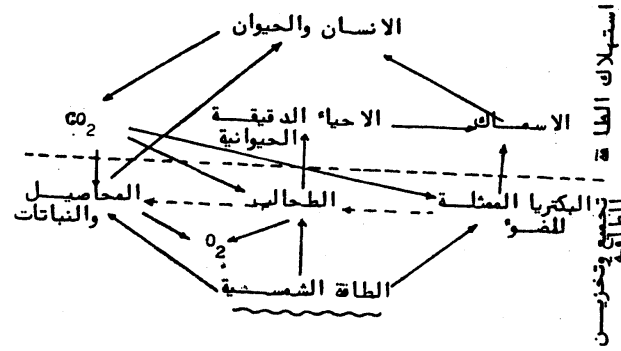 الانسان والحيوان
CO2
الاحياء الدقيقة
الحيوانية
الاسماك
المحاصيل
والنباتات
الطحاليد
البكتريا الممثلة
للضوء
O2
الطاقة الشمسية
استهلاك الطاقة
تجميع وتخزين
الطاقة